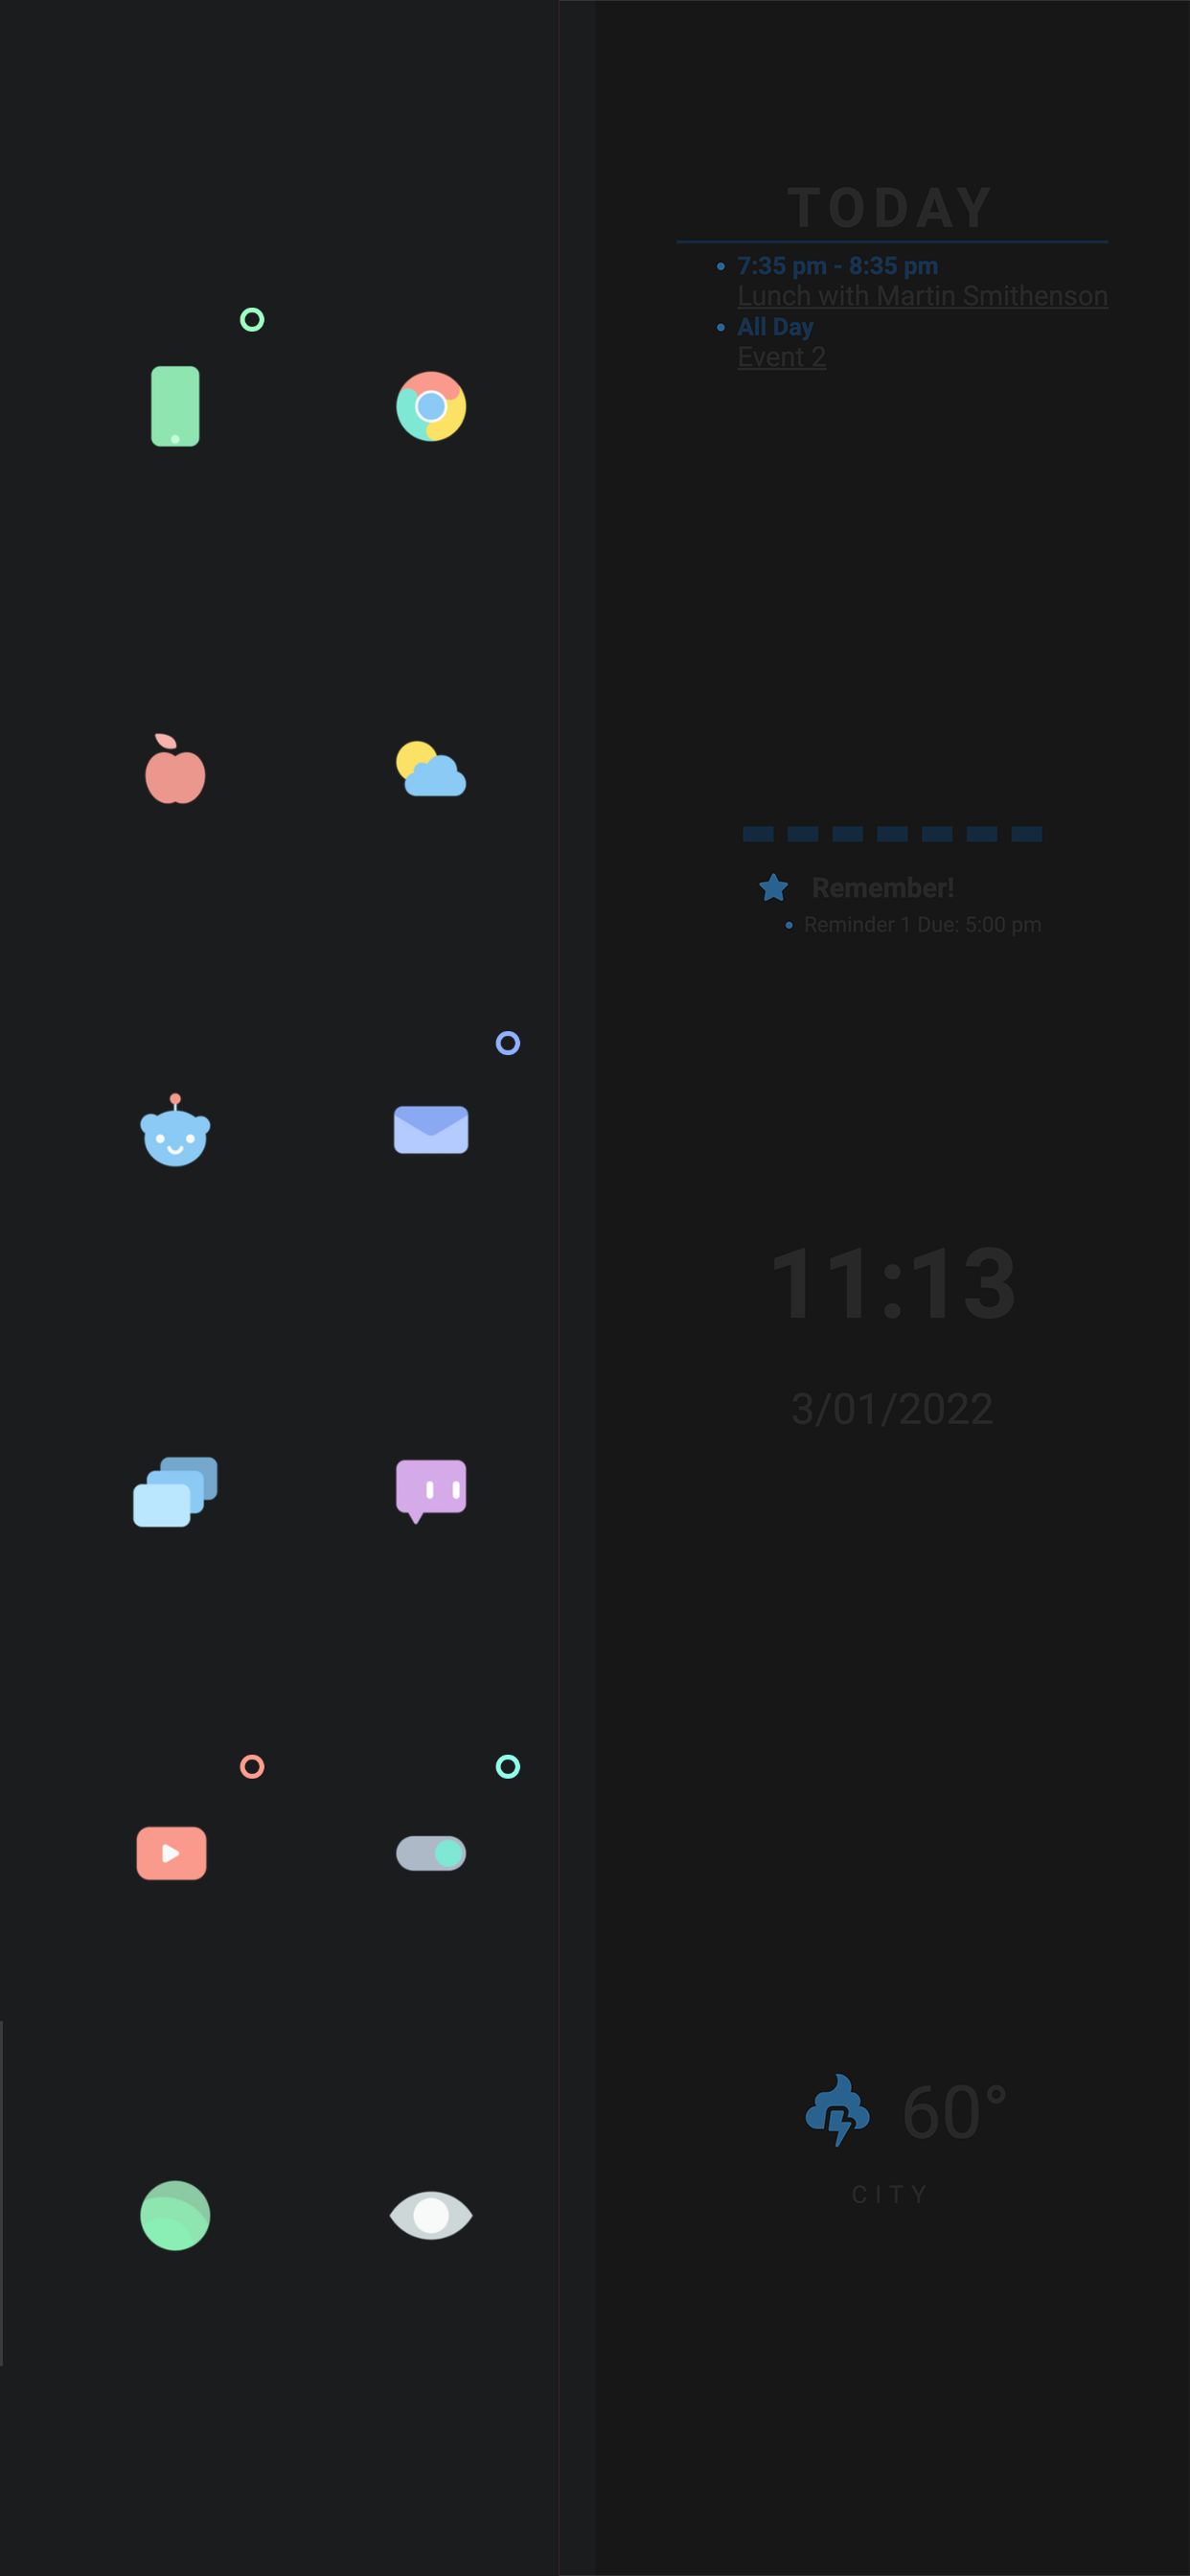 TODAY
7:35 pm - 8:35 pm
Lunch with Martin Smithenson
All Day
Event 2
Remember!
Reminder 1 Due: 5:00 pm
11:13
3/01/2022
60°
CITY